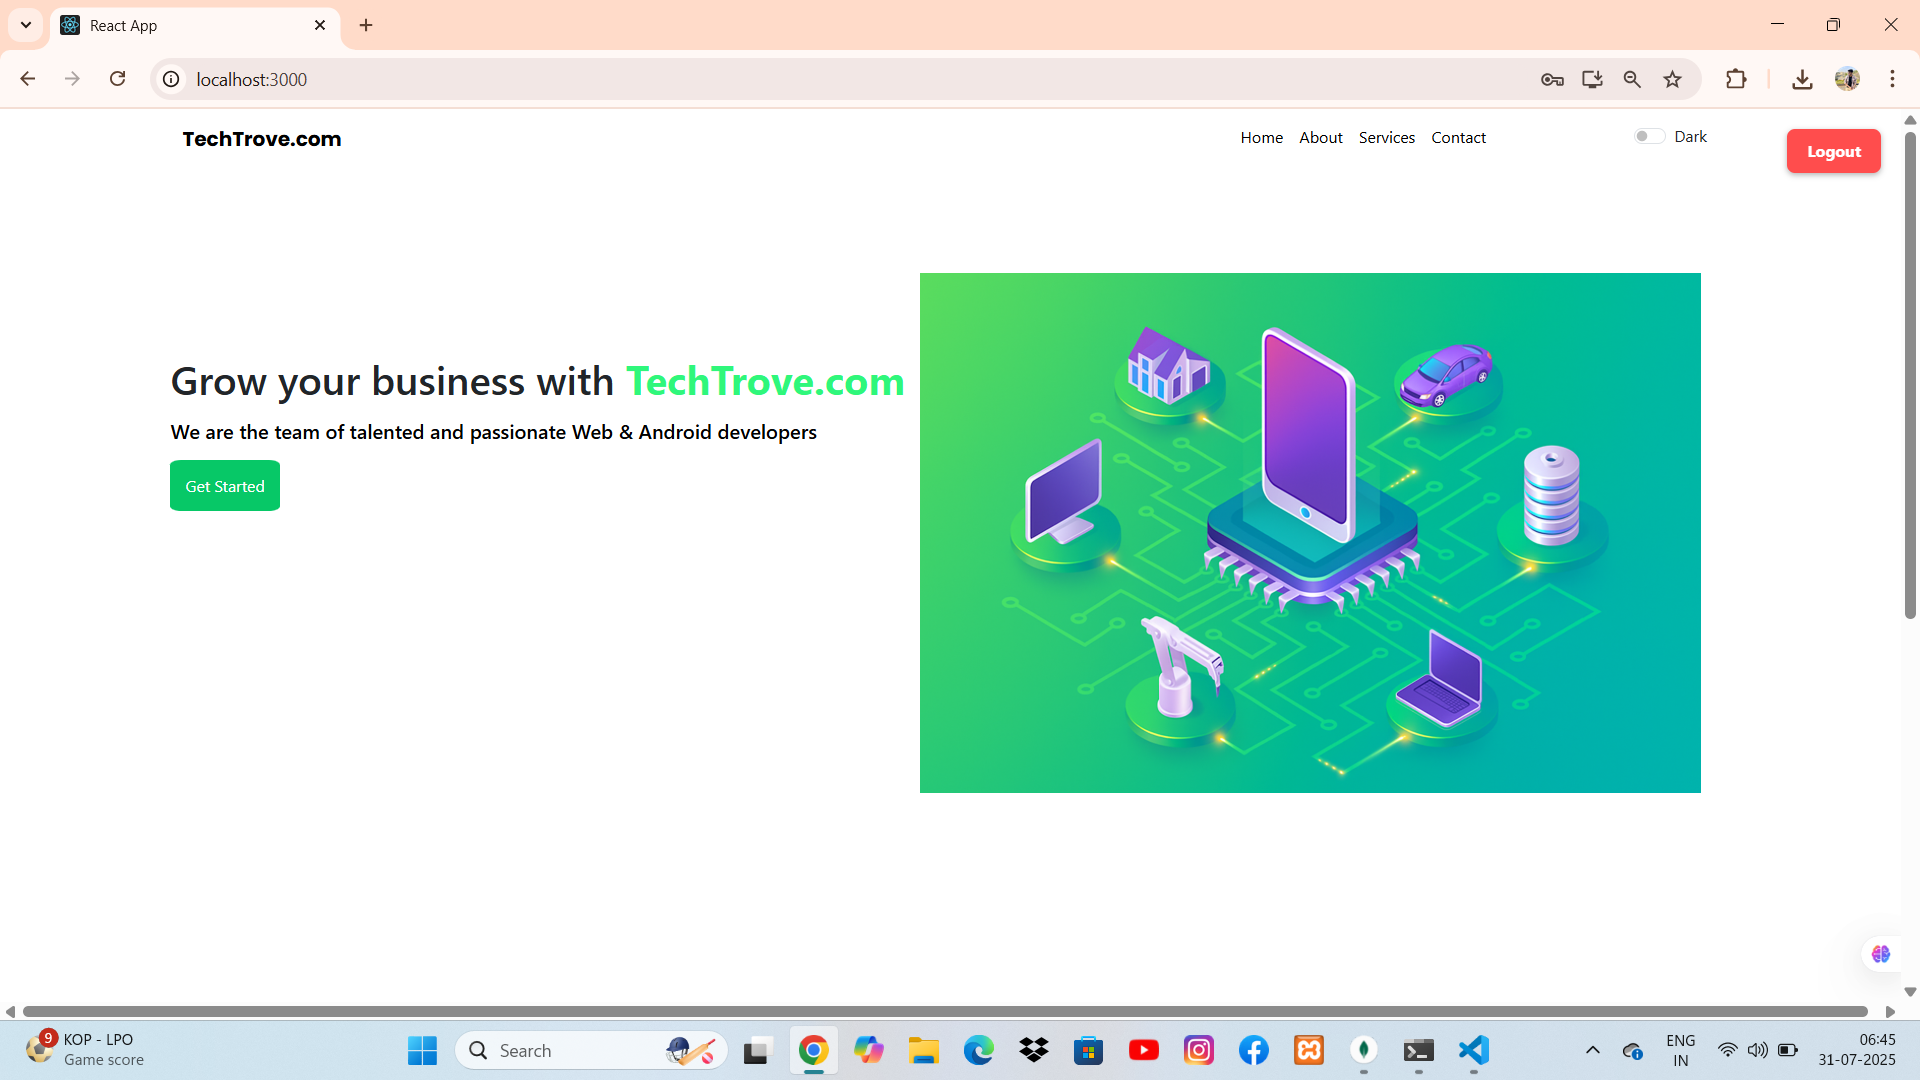 React App
localhost:3000
TechTrove.com
Home About Services Contact
Dark
Logout
Grow your business with TechTrove.com
We are the team of talented and passionate Web & Android developers
Get Started
9
KOP - LPO
Game score
Search
ENG
IN
06:45
31-07-2025